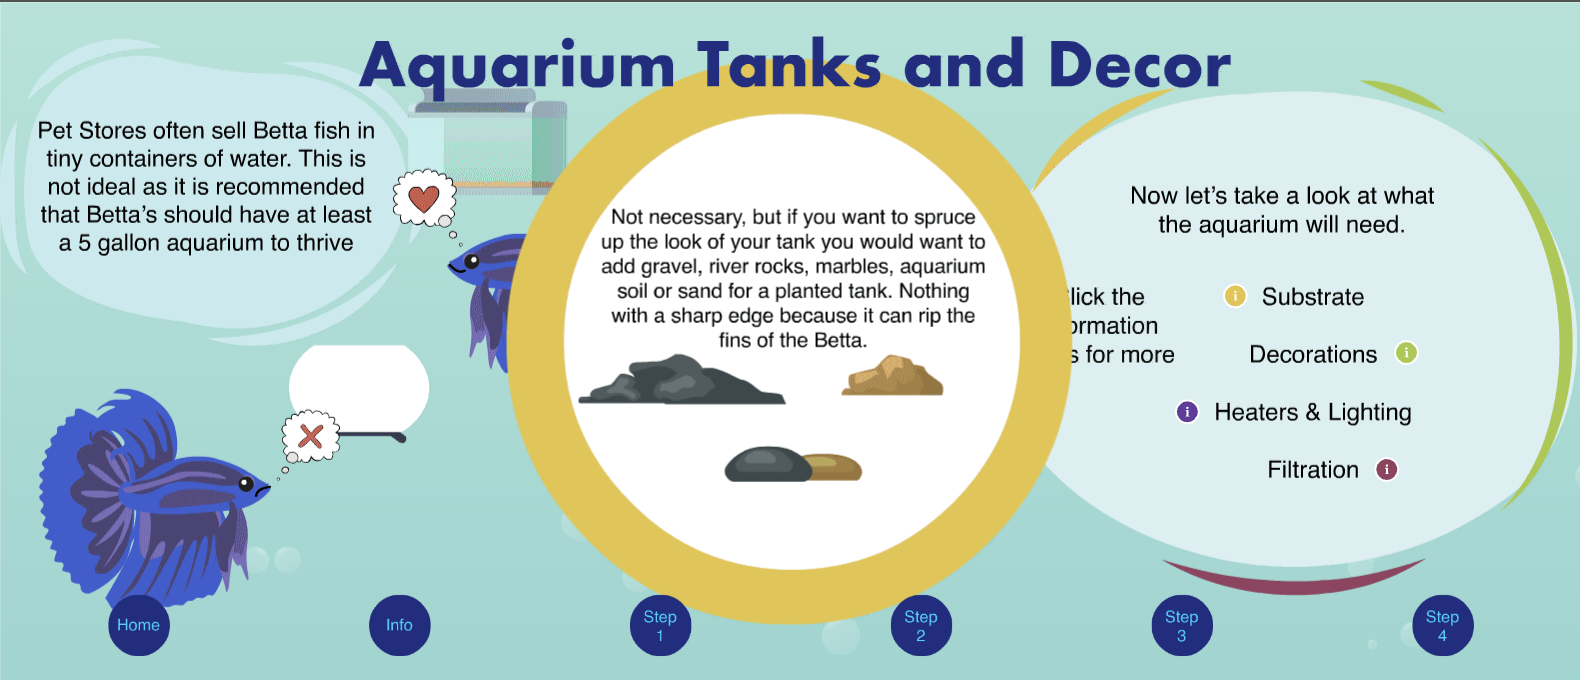 Aquarium Tanks and Decor
Pet Stores often sell Betta fish in
tiny containers of water. This is
not ideal as it is recommended
that Betta's should have at least
a 5 gallon aquarium to thrive
Not necessary, but if you want to spruce
up the look of your tank you would want to
add gravel, river rocks, marbles, aquarium
soil or sand for a planted tank. Nothing
with a sharp edge because it can rip the
fins of the Betta.
Now let's take a look at what
the aquarium will need.
lick the
ormation
s for more
i Substrate
Decorations i
i Heaters & Lighting
Filtration i
Home
Info
Step
1
Step
2
Step
3
Step
4